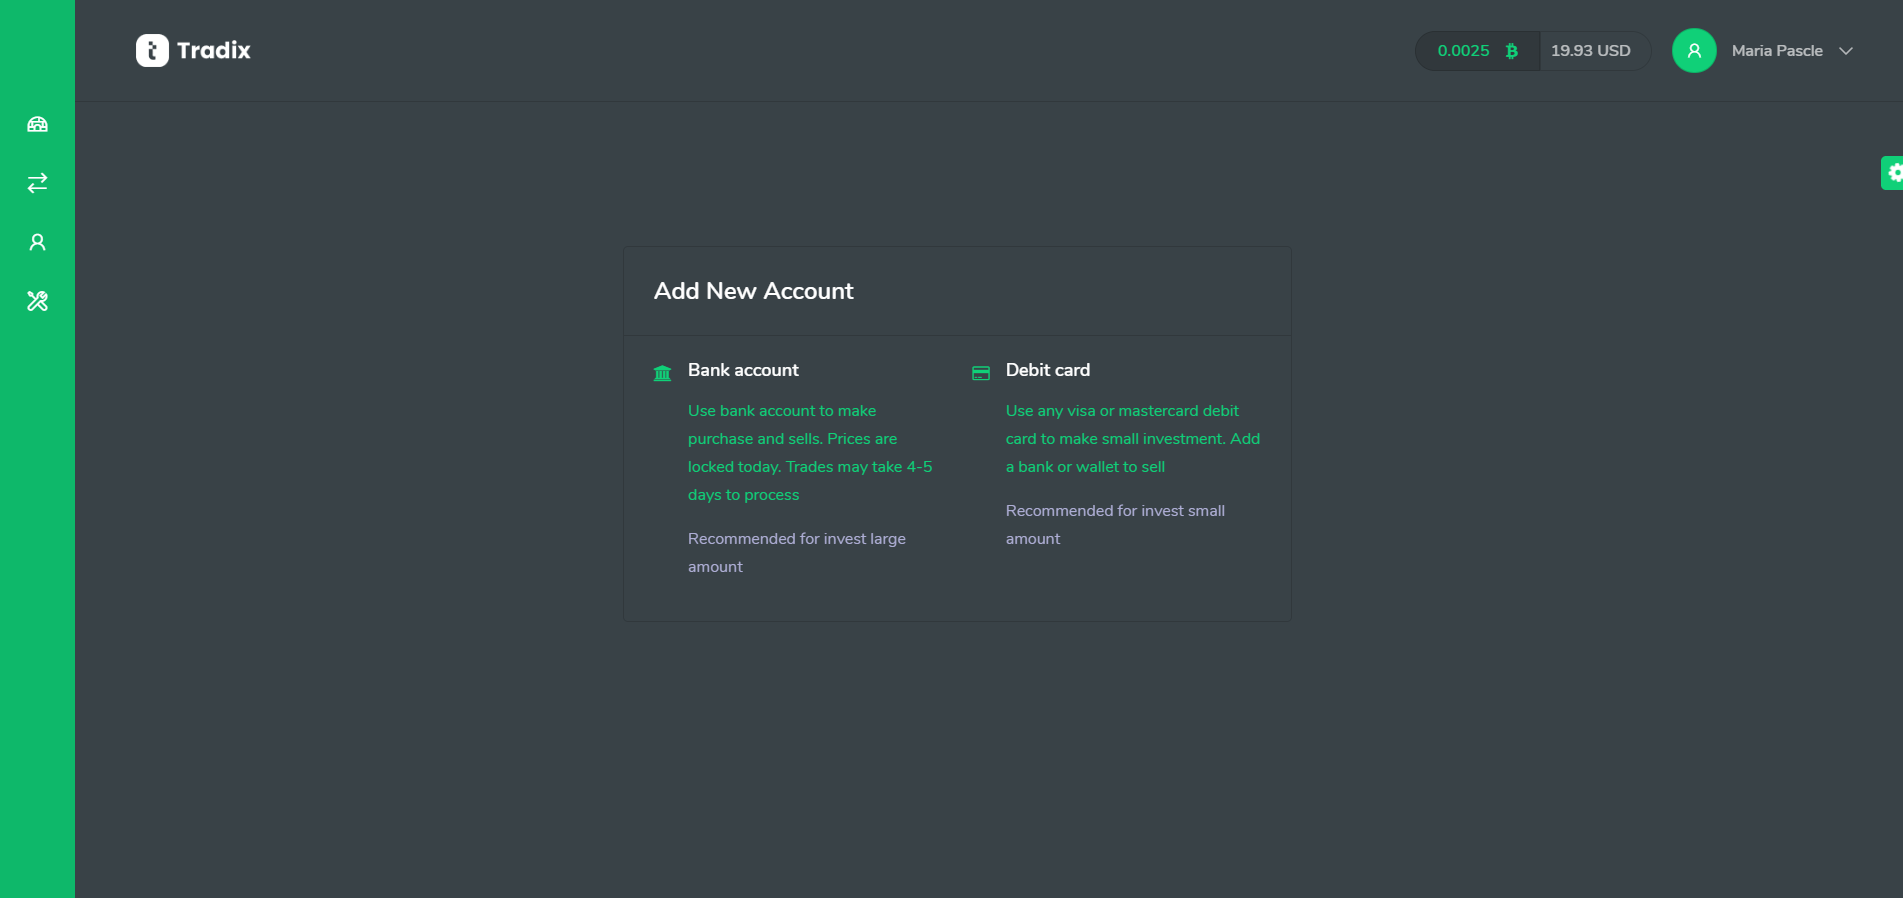 Tradix
0.0025
19.93 USD
Maria Pascle
Add New Account
Bank account
Use bank account to make
purchase and sells. Prices are
locked today. Trades may take 4-5
days to process
Recommended for invest large
amount
Debit card
Use any visa or mastercard debit
card to make small investment. Add
a bank or wallet to sell
Recommended for invest small
amount